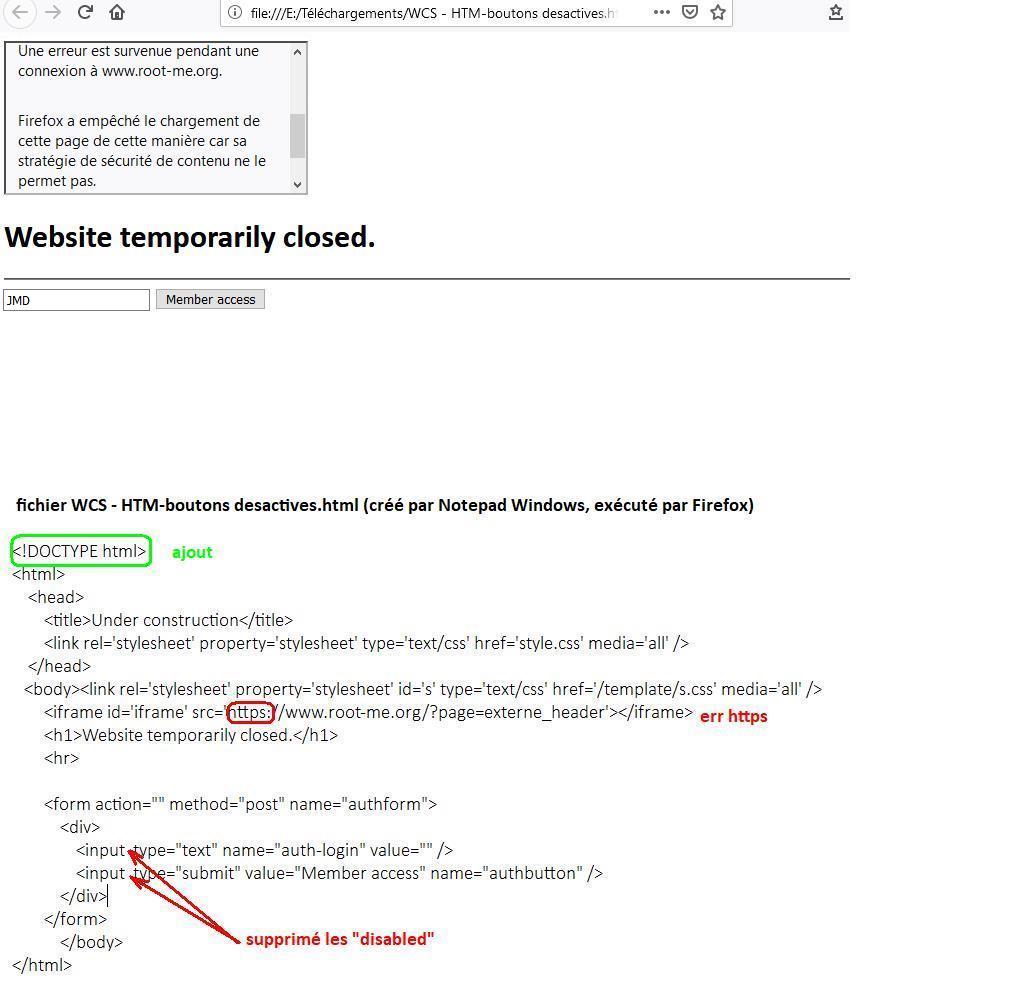 file:///E:/Téléchargements/WCS - HTM-boutons desactives.h
Une erreur est survenue pendant une
connexion à www.root-me.org.
Firefox a empêché le chargement de
cette page de cette manière car sa
stratégie de sécurité de contenu ne le
permet pas.
Website temporarily closed.
JMD Member access
fichier WCS - HTM-boutons desactives.html (créé par Notepad Windows, exécuté par Firefox)
<!DOCTYPE html> ajout
<html>
<head>
<title>Under construction</title>
<link rel='stylesheet' property='stylesheet' type='text/css' href='style.css' media='all' />
</head>
<body><link rel='stylesheet' property='stylesheet' id='s' type='text/css' href='/template/s.css' media='all' />
<iframe id='iframe' src='https://www.root-me.org/?page=externe_header'></iframe> err https
<h1>Website temporarily closed.</h1>
<hr>
<form action="" method="post" name="authform">
<div>
<input type="text" name="auth-login" value="" />
<input type="submit" value="Member access" name="authbutton" />
</div>
</form>
supprimé les "disabled"
</body>
</html>